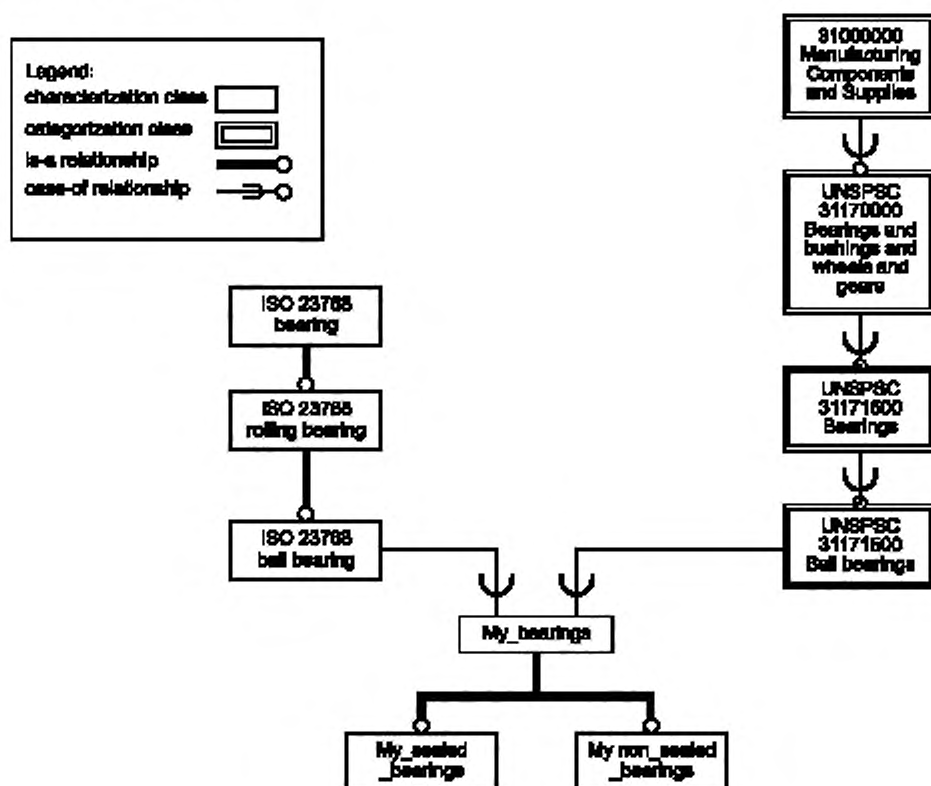 Legend:
characterization class
categorization class
is-a relationship
case-of relationship
31000000
Manufacturing
Components
and Supplies
UNSPSC
31170000
Bearings and
bushings and
wheels and
gears
ISO 23768
bearing
ISO 23768
rolling bearing
UNSPSC
31171500
Bearings
ISO 23768
ball bearing
UNSPSC
31171500
Ball bearings
My_bearings
My_sealed
_bearings
My non_sealed
_bearings